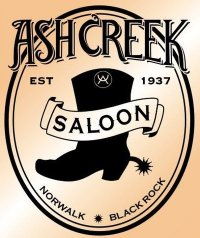 ASH CREEK
EST 1937
SALOON
NORWALK * BLACK ROCK